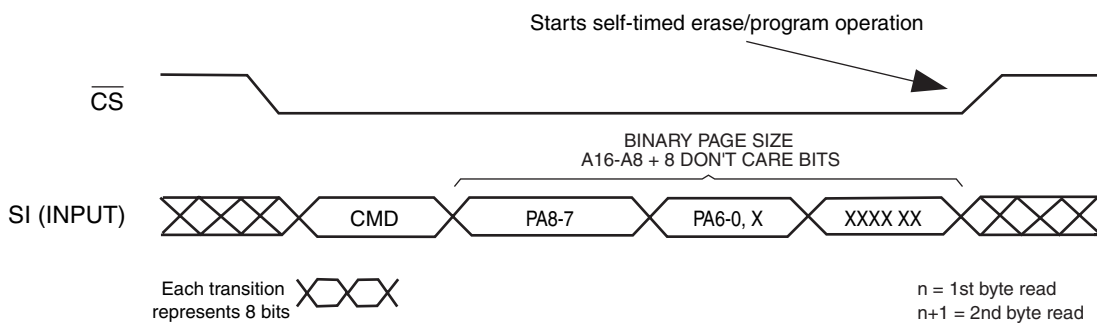 Starts self-timed erase/program operation
CS
BINARY PAGE SIZE
A16-A8 + 8 DON'T CARE BITS
SI (INPUT)
CMD
PA8-7
PA6-0, X
XXXX XX
Each transition
represents 8 bits
n = 1st byte read
n+1 = 2nd byte read